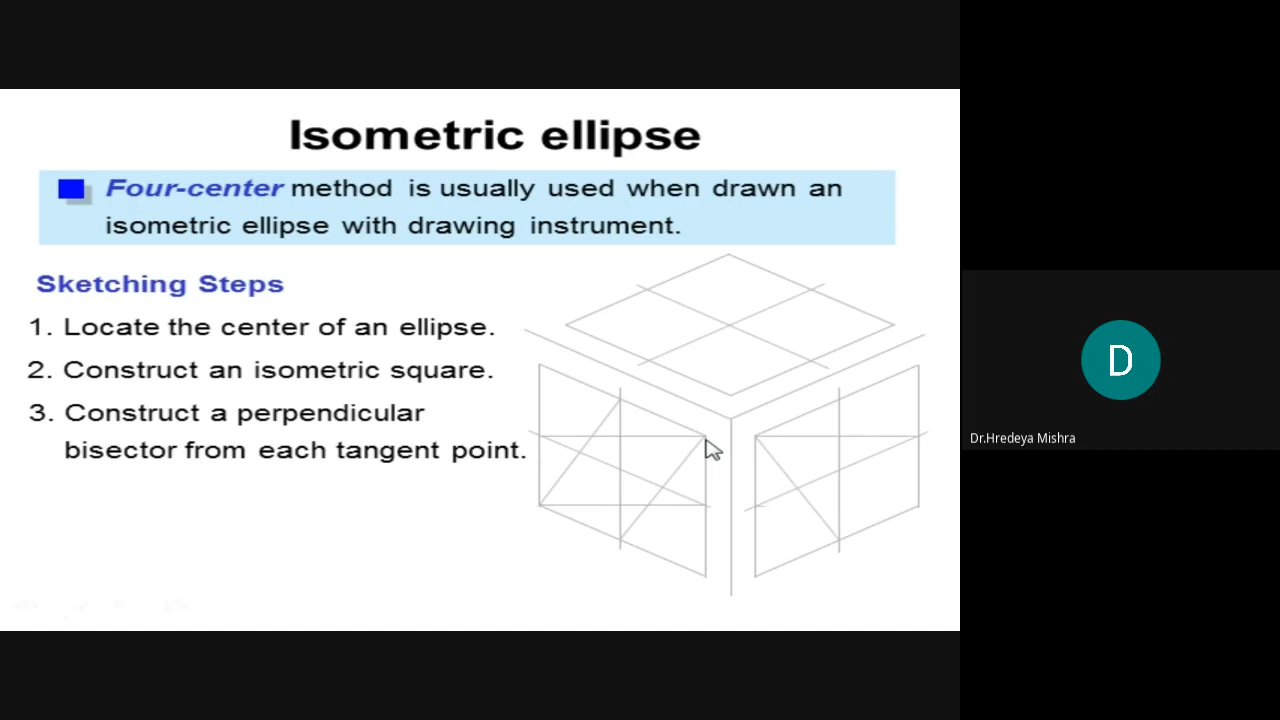 Isometric ellipse
Four-center method is usually used when drawn an
isometric ellipse with drawing instrument.
Sketching Steps
1. Locate the center of an ellipse.
2. Construct an isometric square.
3. Construct a perpendicular
bisector from each tangent point.
D
Dr.Hredeya Mishra